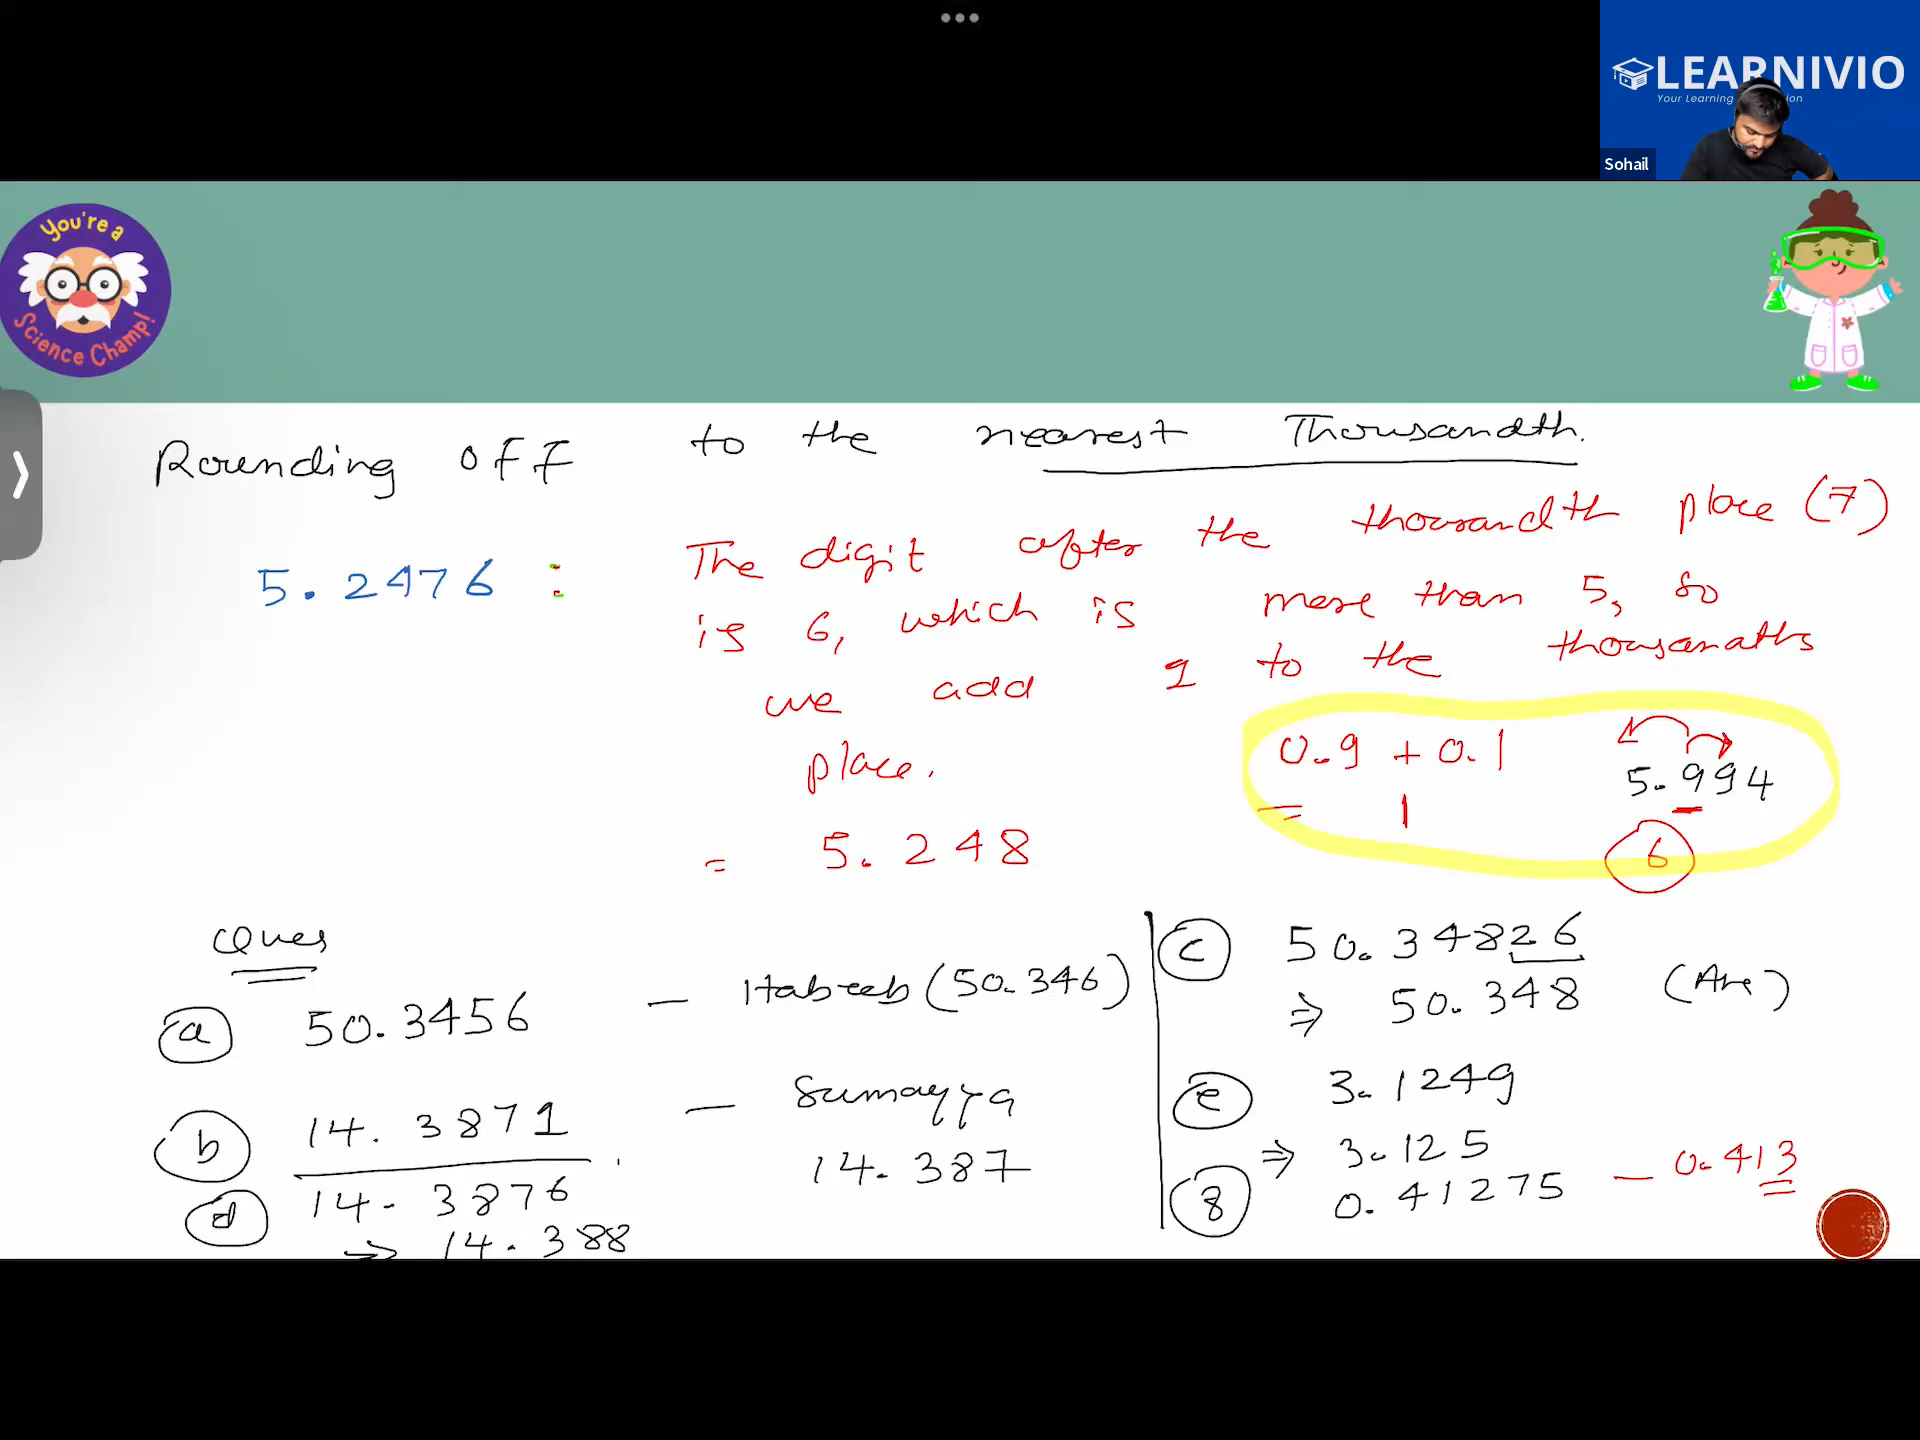 LEARNIVIO
Your Learning
Sohail
You're a
Science Champ!
Rounding off to the nearest Thousandth.
5.2476 :
The digit after the thousandth place (7)
is 6, which is more than 5, so
we add 1 to the thousandths
place.
= 5.248
0.9 + 0.1
= 1
5.994
6
Ques
a 50.3456 — Habeeb (50.346)
b 14.3871 — Sumayya
14.387
d 14.3876
⇒ 14.388
c 50.34826
⇒ 50.348 (Ans)
e 3.1249
⇒ 3.125
8 0.41275 — 0.413